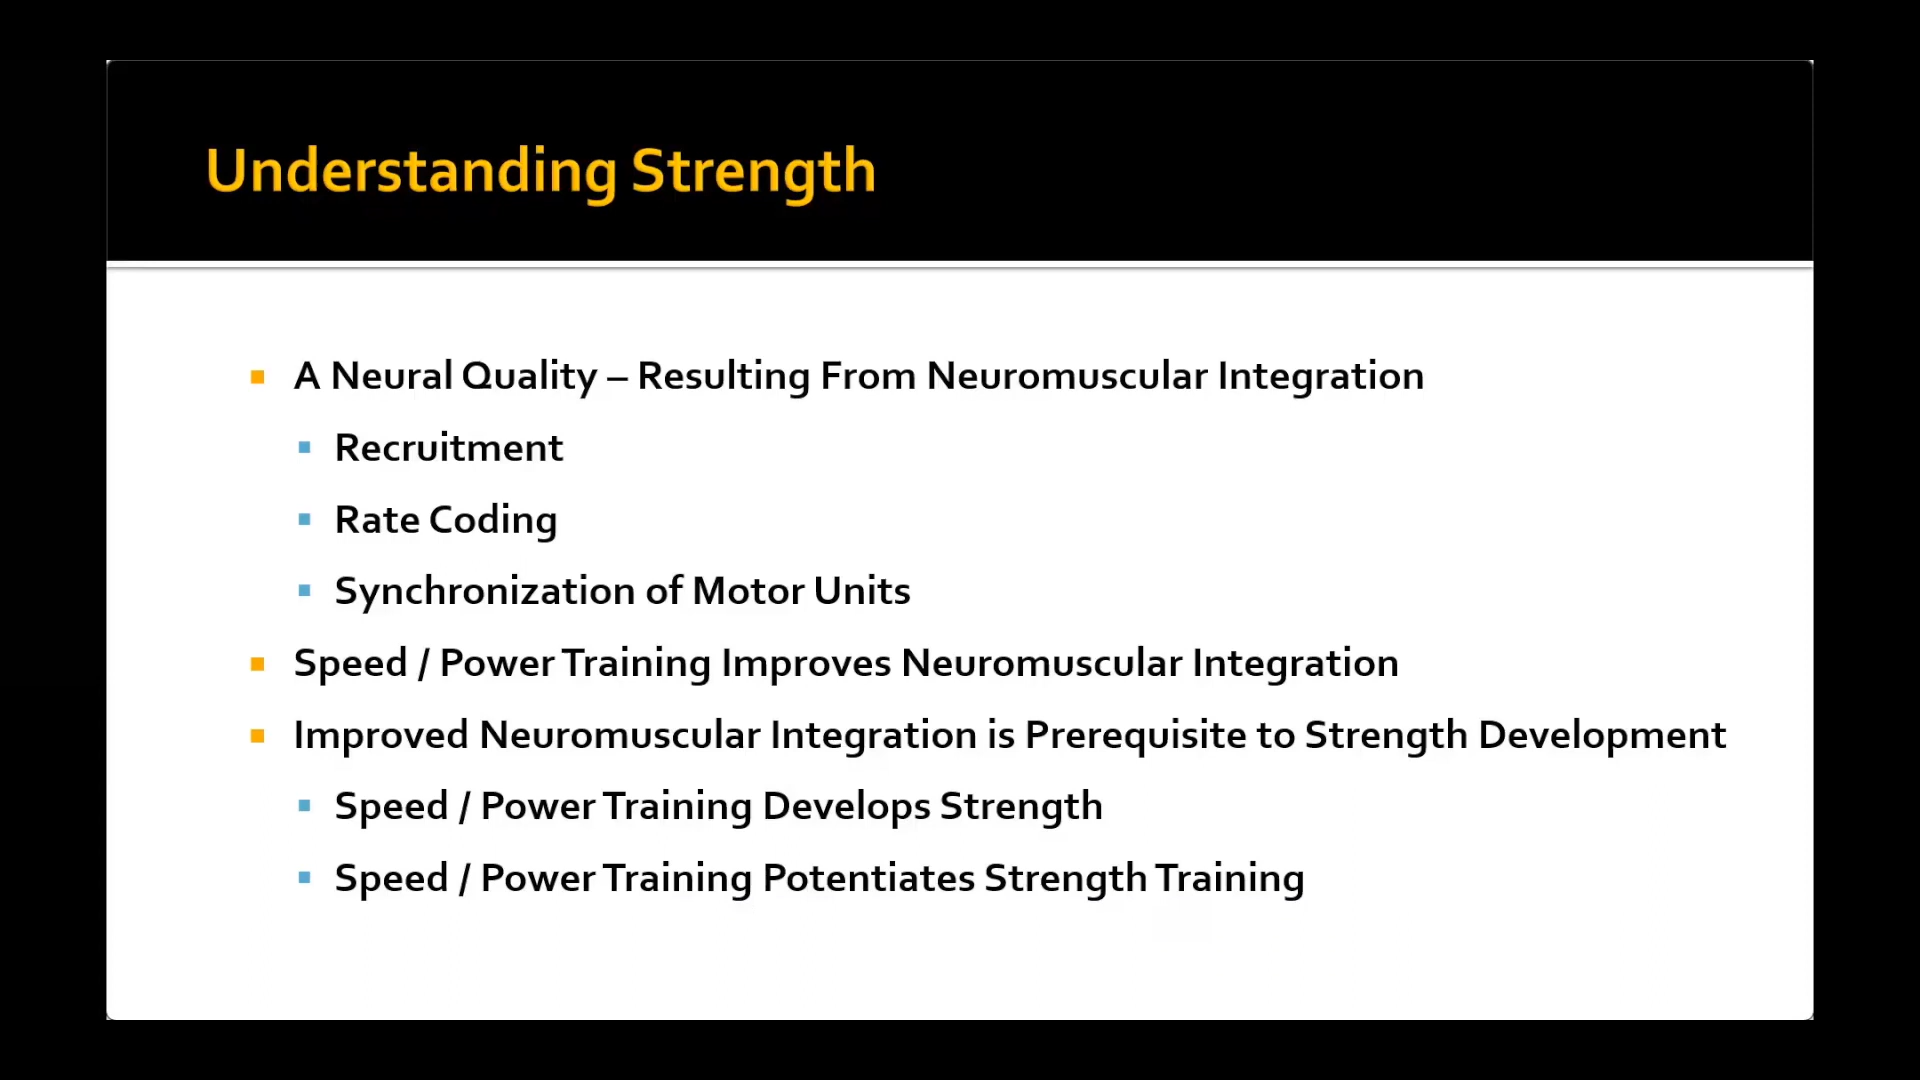 Understanding Strength
A Neural Quality – Resulting From Neuromuscular Integration
Recruitment
Rate Coding
Synchronization of Motor Units
Speed / Power Training Improves Neuromuscular Integration
Improved Neuromuscular Integration is Prerequisite to Strength Development
Speed / Power Training Develops Strength
Speed / Power Training Potentiates Strength Training